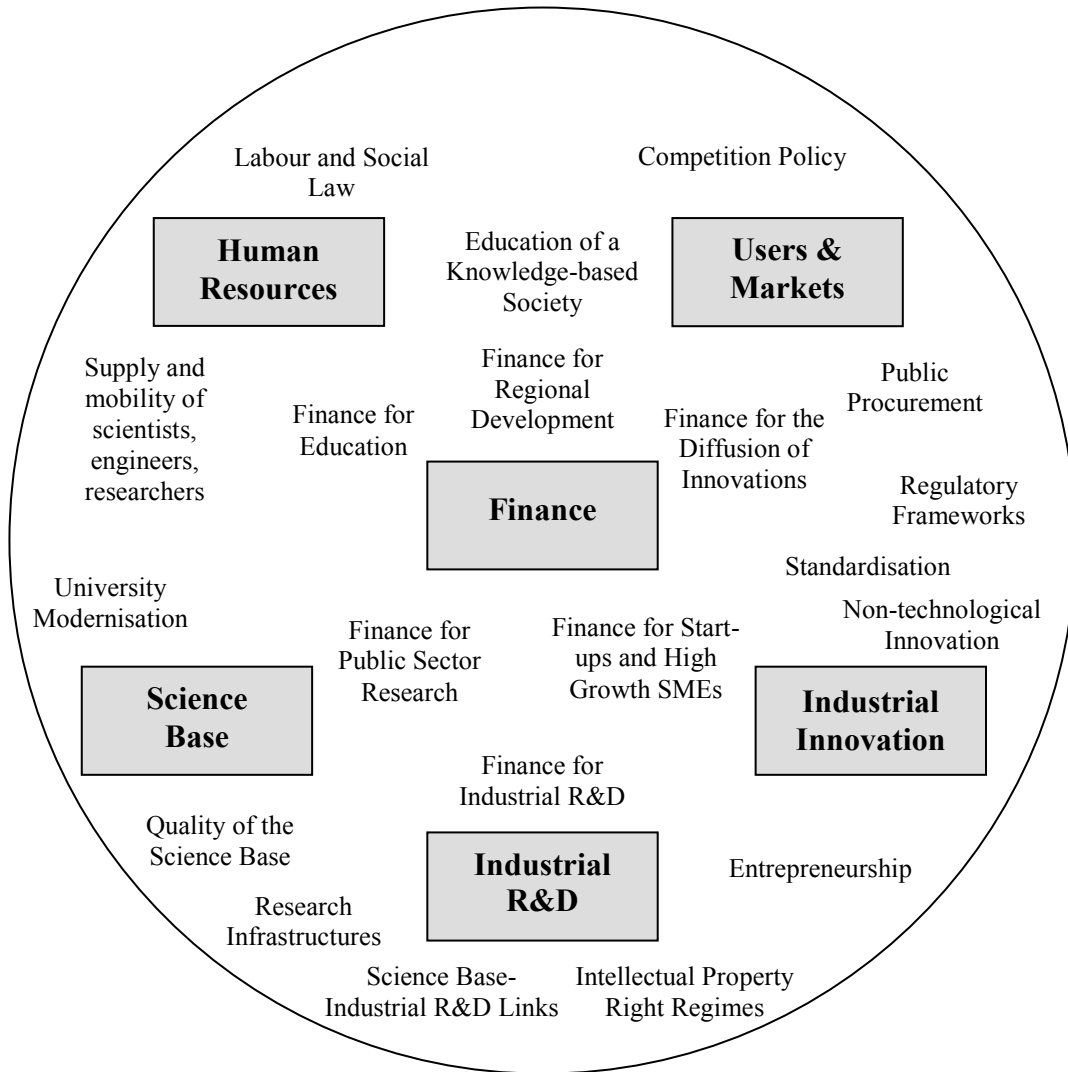 Labour and Social
Law
Competition Policy
Human
Resources
Education of a
Knowledge-based
Society
Users &
Markets
Supply and
mobility of
scientists,
engineers,
researchers
Finance for
Education
Finance for
Regional
Development
Finance for the
Diffusion of
Innovations
Public
Procurement
Finance
Regulatory
Frameworks
Standardisation
University
Modernisation
Non-technological
Innovation
Finance for
Public Sector
Research
Finance for Start-
ups and High
Growth SMEs
Science
Base
Industrial
Innovation
Finance for
Industrial R&D
Quality of the
Science Base
Industrial
R&D
Entrepreneurship
Research
Infrastructures
Science Base-
Industrial R&D Links
Intellectual Property
Right Regimes